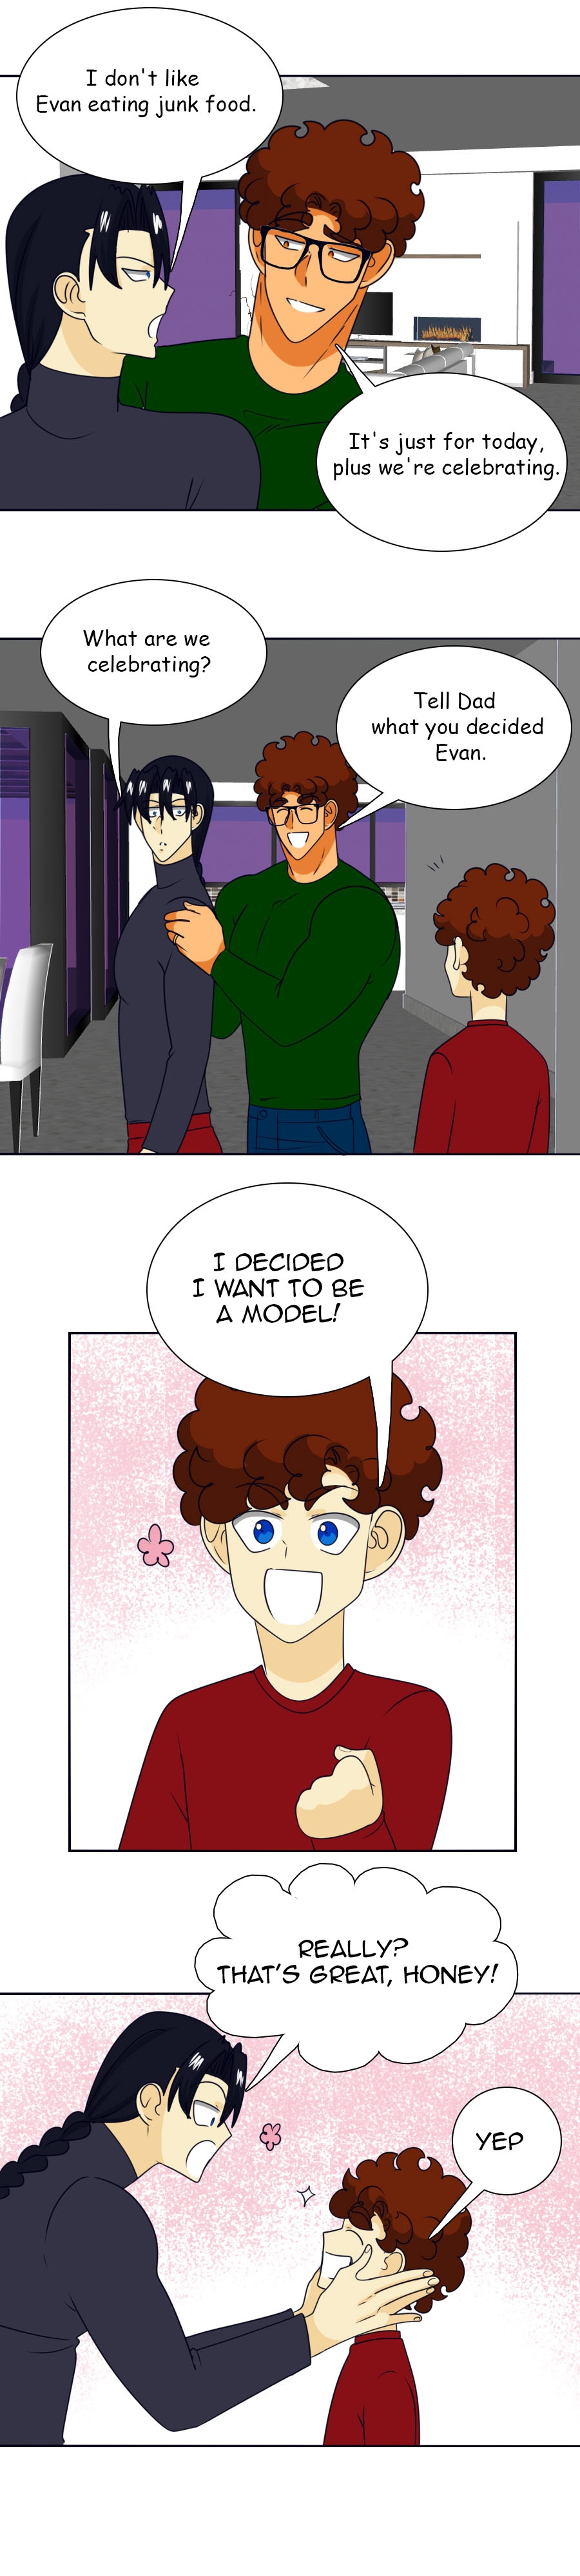 I don't like
Evan eating junk food.
It's just for today,
plus we're celebrating.
What are we
celebrating?
Tell Dad
what you decided
Evan.
I DECIDED
I WANT TO BE
A MODEL!
REALLY?
THAT'S GREAT, HONEY!
YEP